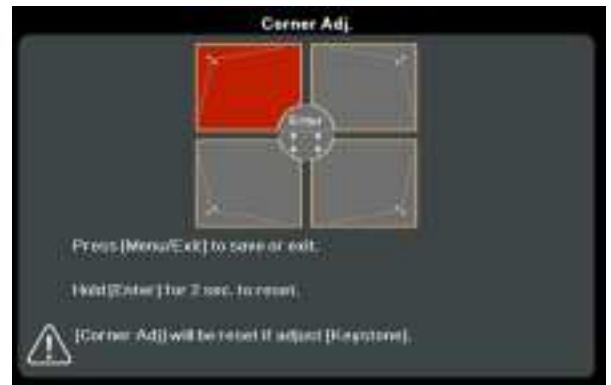 Corner Adj.
Enter
Press [Menu/Exit] to save or exit.
Hold [Enter] for 2 sec. to reset.
[Corner Adj] will be reset if adjust [Keystone].